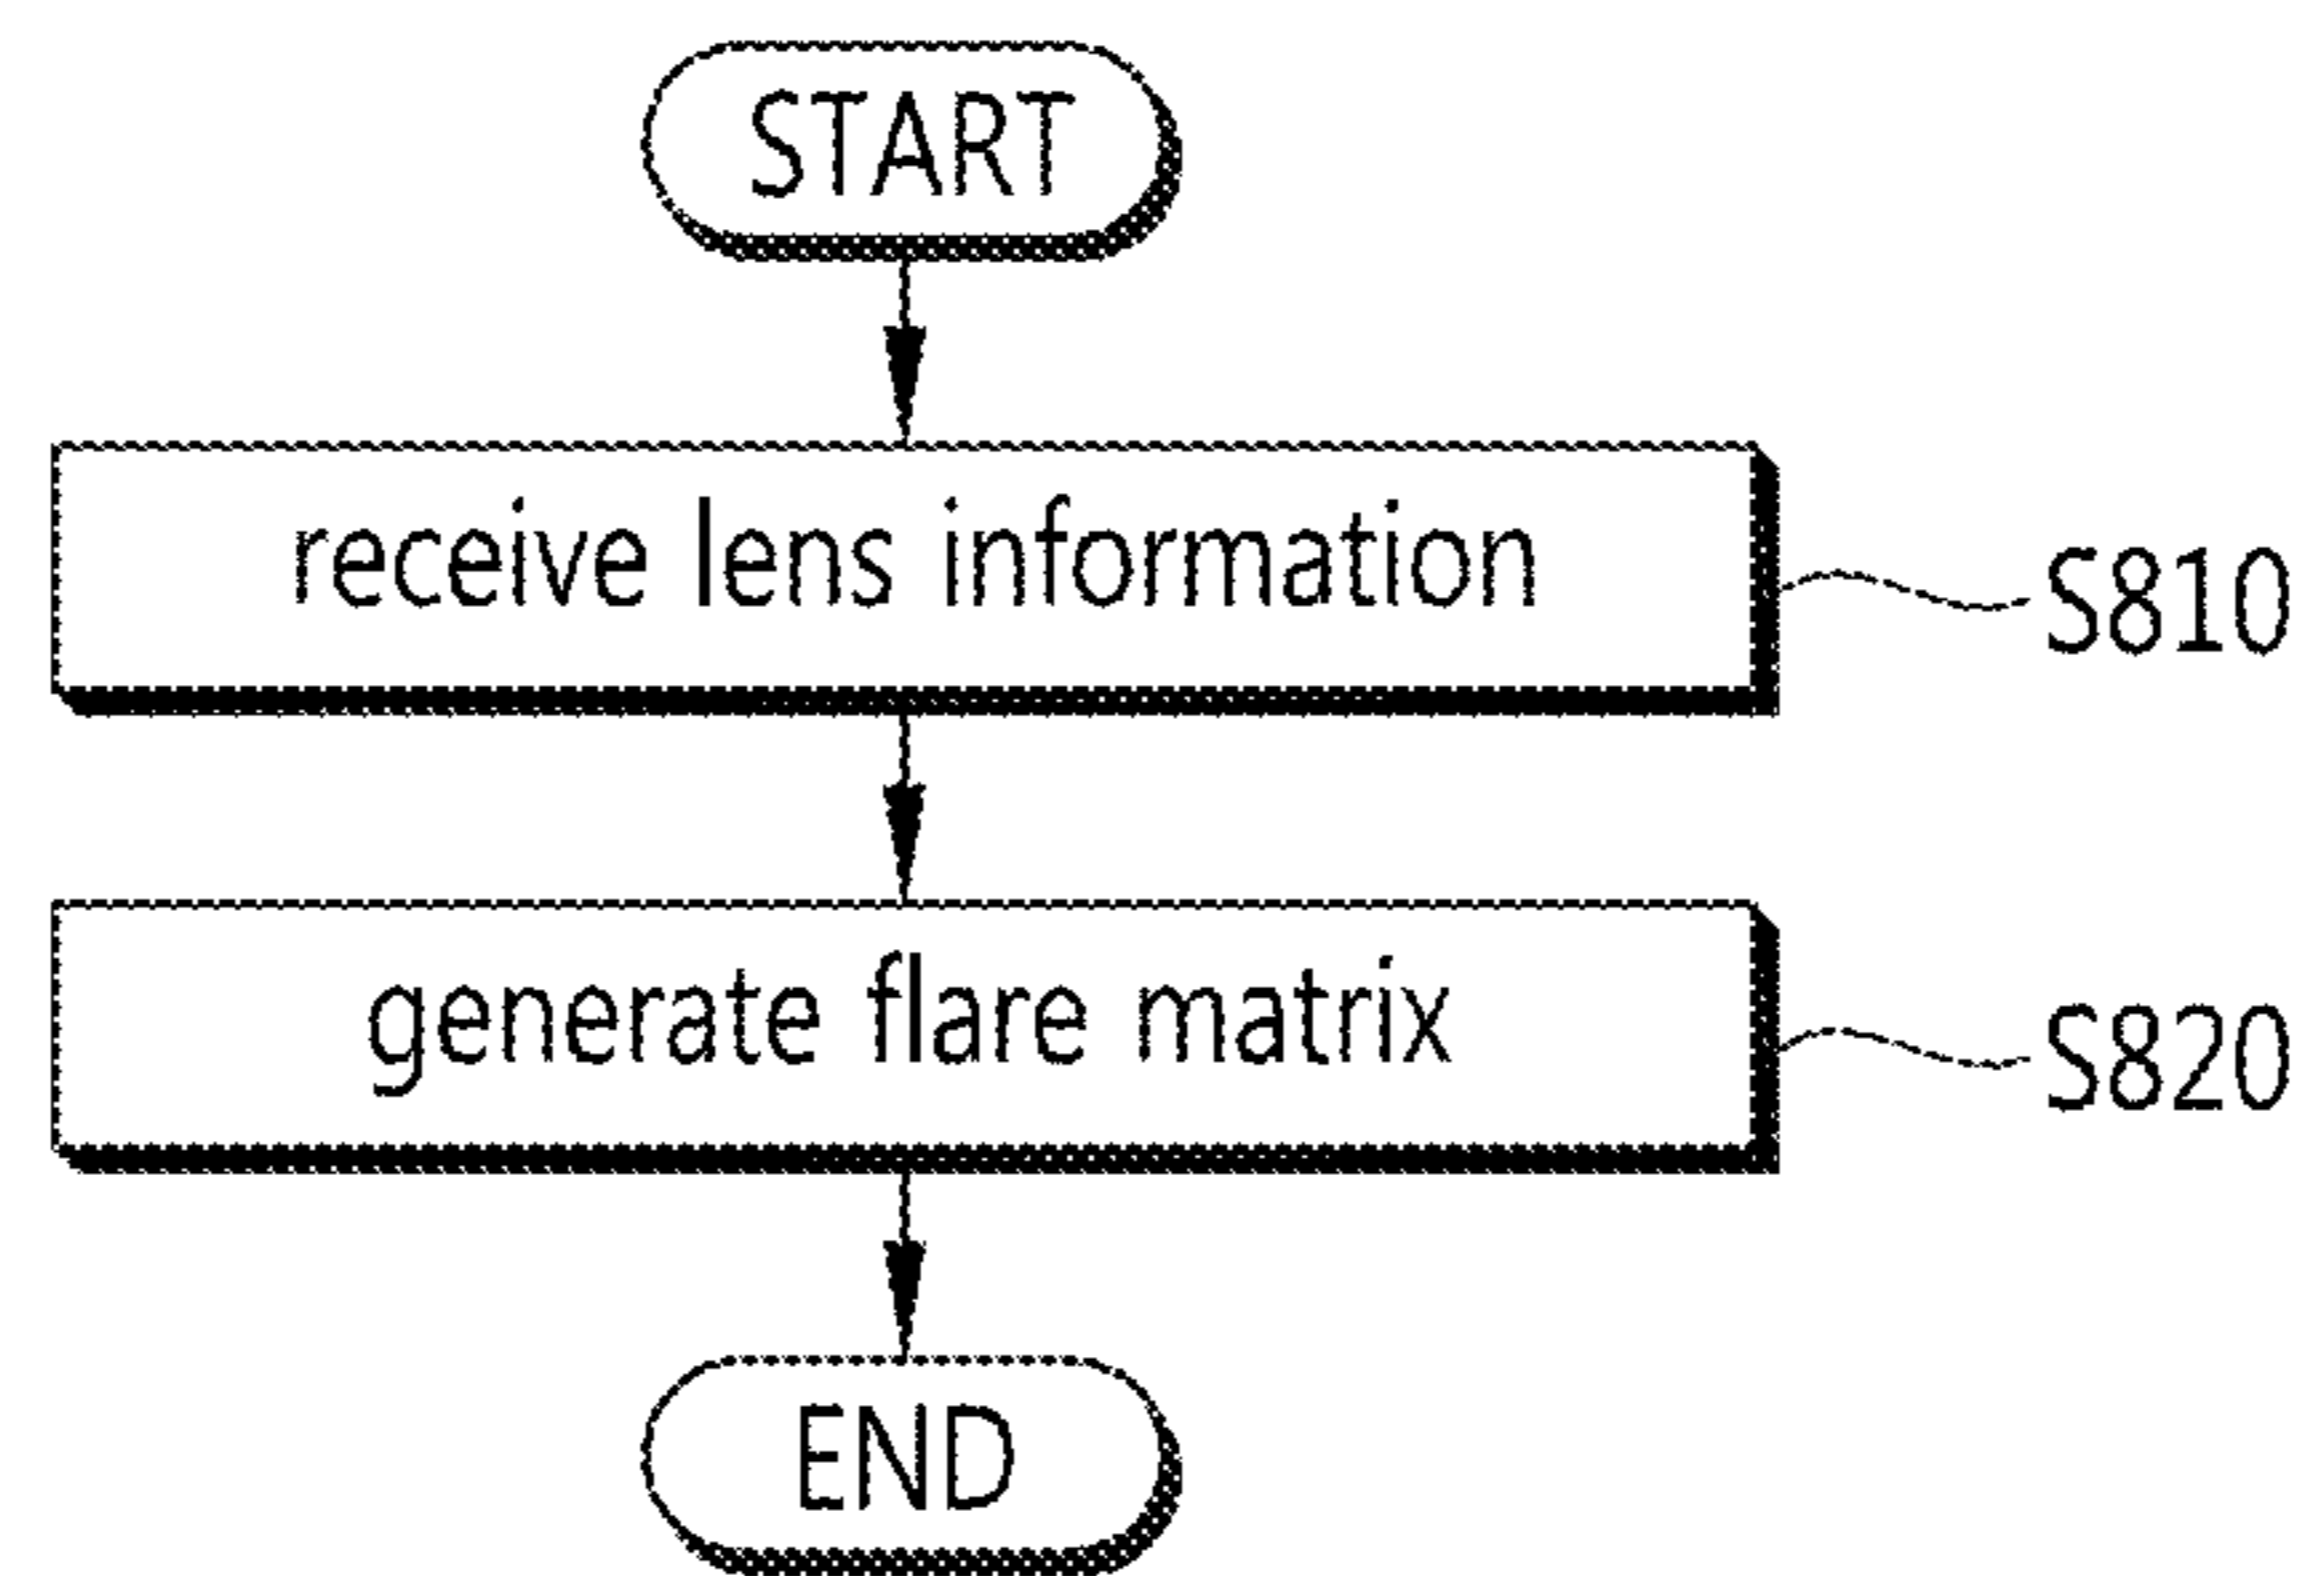 START
receive lens information
S810
generate flare matrix
S820
END